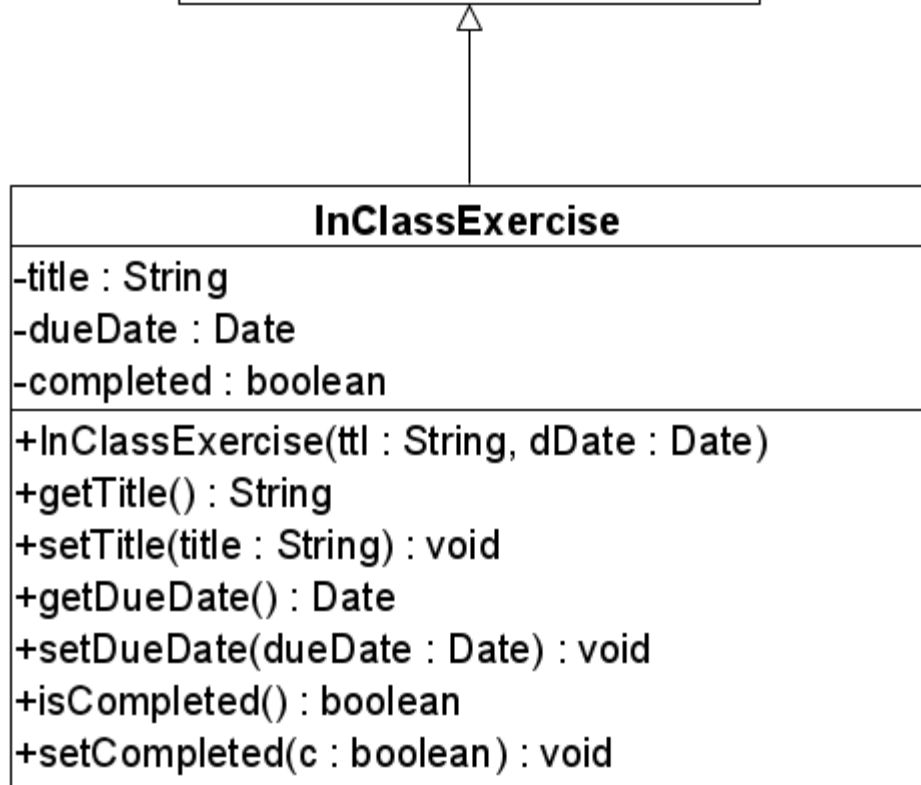 InClassExercise
-title : String
-dueDate : Date
-completed : boolean
+InClassExercise(ttl : String, dDate : Date)
+getTitle() : String
+setTitle(title : String) : void
+getDueDate() : Date
+setDueDate(dueDate : Date) : void
+isCompleted() : boolean
+setCompleted(c : boolean) : void